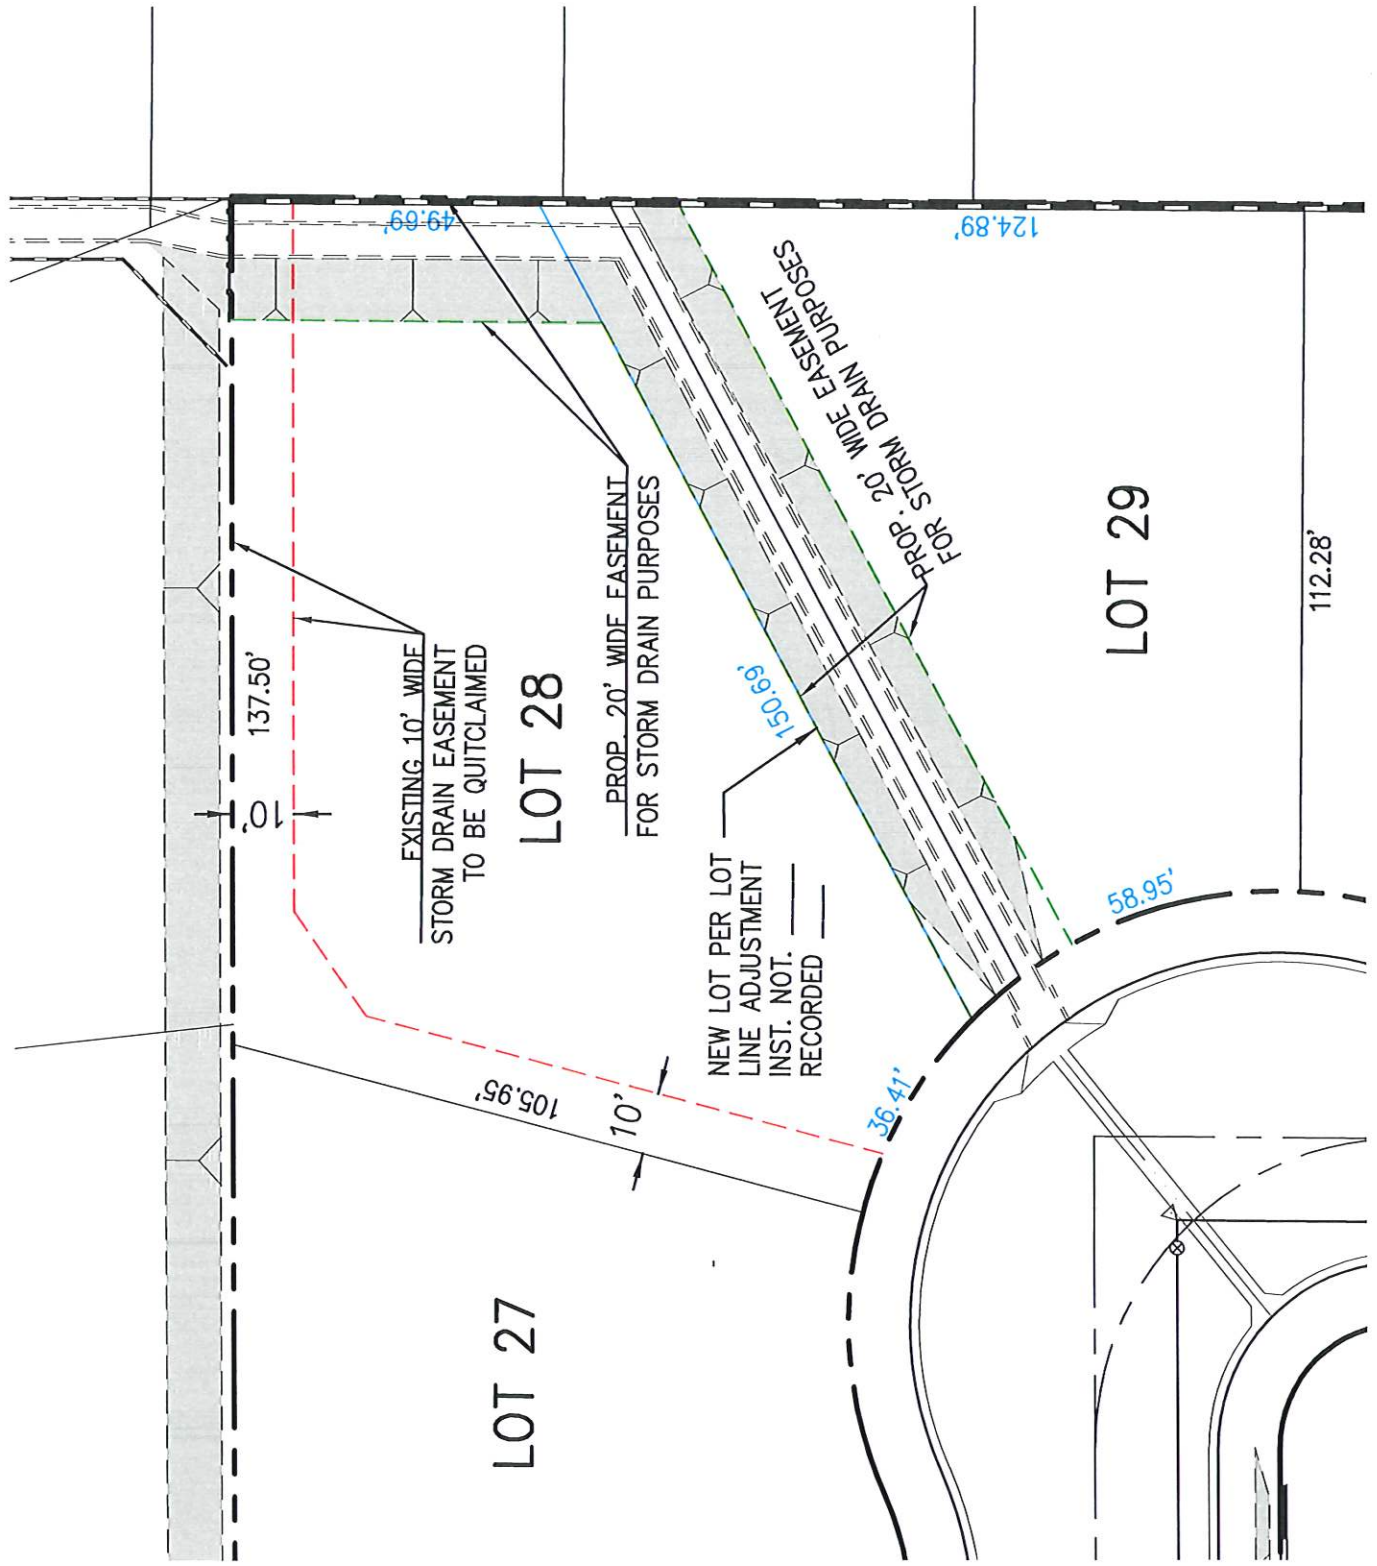 49.69'
124.89'
PROP. 20' WIDE EASEMENT
FOR STORM DRAIN PURPOSES
137.50'
10'
EXISTING 10' WIDE
STORM DRAIN EASEMENT
TO BE QUITCLAIMED
LOT 28
PROP. 20' WIDE EASEMENT
FOR STORM DRAIN PURPOSES
150.69'
LOT 29
112.28'
NEW LOT PER LOT
LINE ADJUSTMENT
INST. NOT.
RECORDED
58.95'
105.95'
10'
36.41'
LOT 27